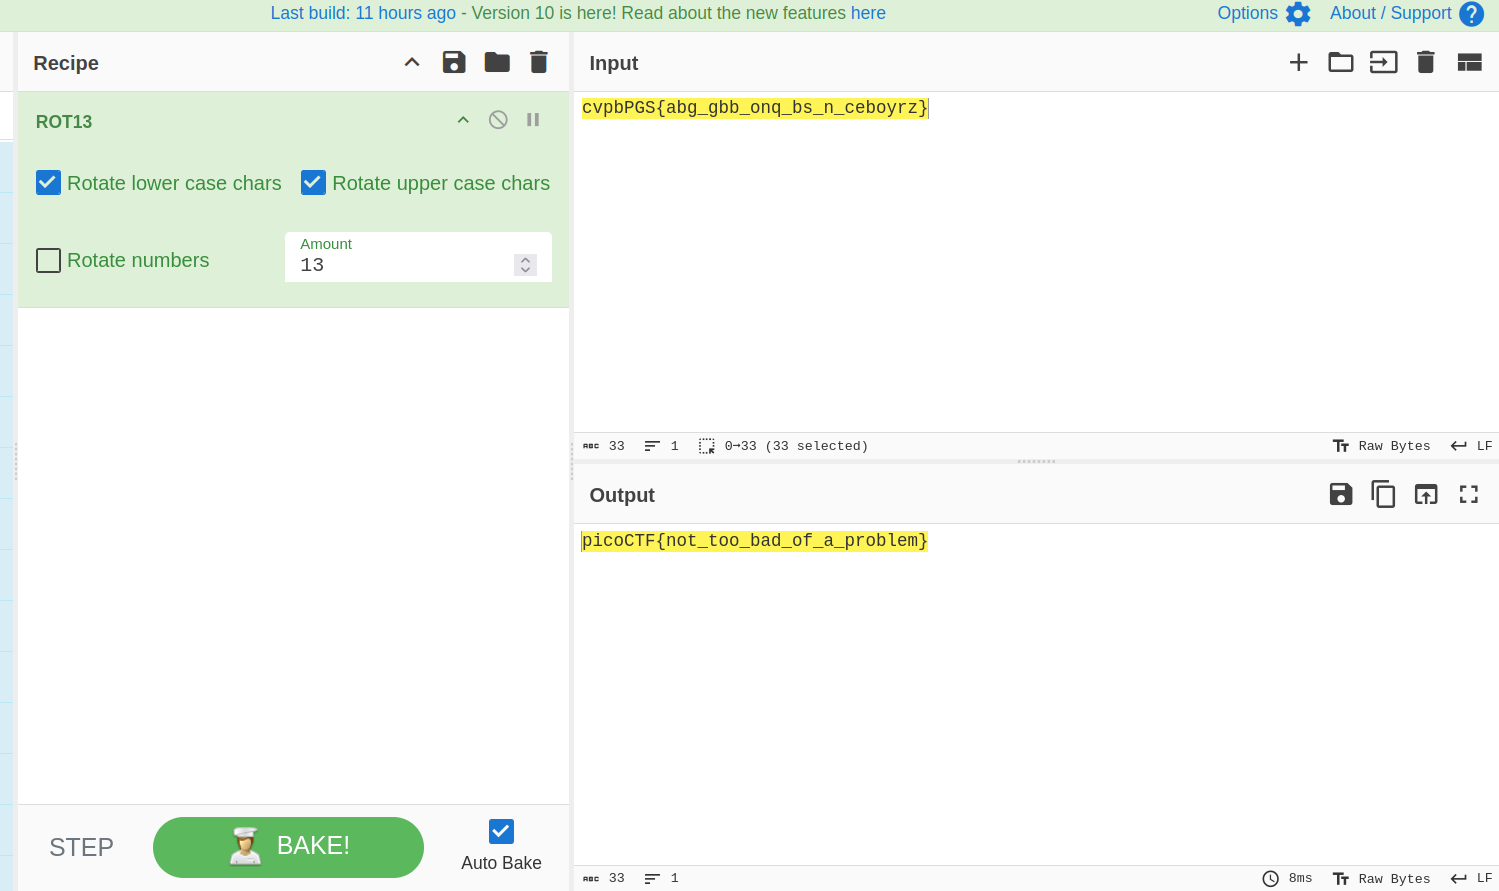 Last build: 11 hours ago - Version 10 is here! Read about the new features here
Options
About / Support
Recipe
ROT13
Rotate lower case chars
Rotate upper case chars
Rotate numbers
Amount
13
STEP
BAKE!
Auto Bake
Input
cvpbPGS{abg_gbb_onq_bs_n_ceboyrz}
ABC 33 1 0→33 (33 selected) Raw Bytes LF
Output
picoCTF{not_too_bad_of_a_problem}
ABC 33 1 8ms Raw Bytes LF